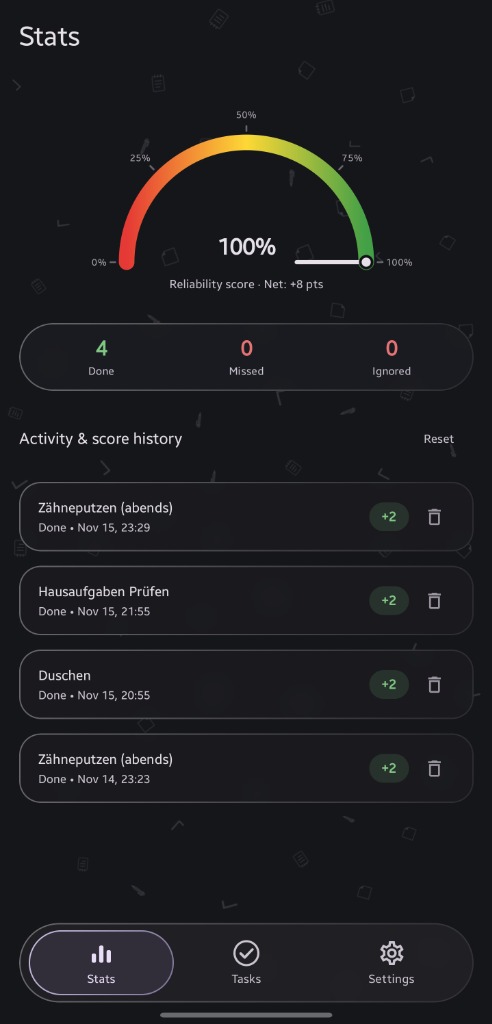 Stats
50%
25%
75%
0%
100%
100%
Reliability score · Net: +8 pts
4
0
0
Done
Missed
Ignored
Activity & score history
Reset
Zähneputzen (abends)
Done • Nov 15, 23:29
+2
Hausaufgaben Prüfen
Done • Nov 15, 21:55
+2
Duschen
Done • Nov 15, 20:55
+2
Zähneputzen (abends)
Done • Nov 14, 23:23
+2
Stats
Tasks
Settings